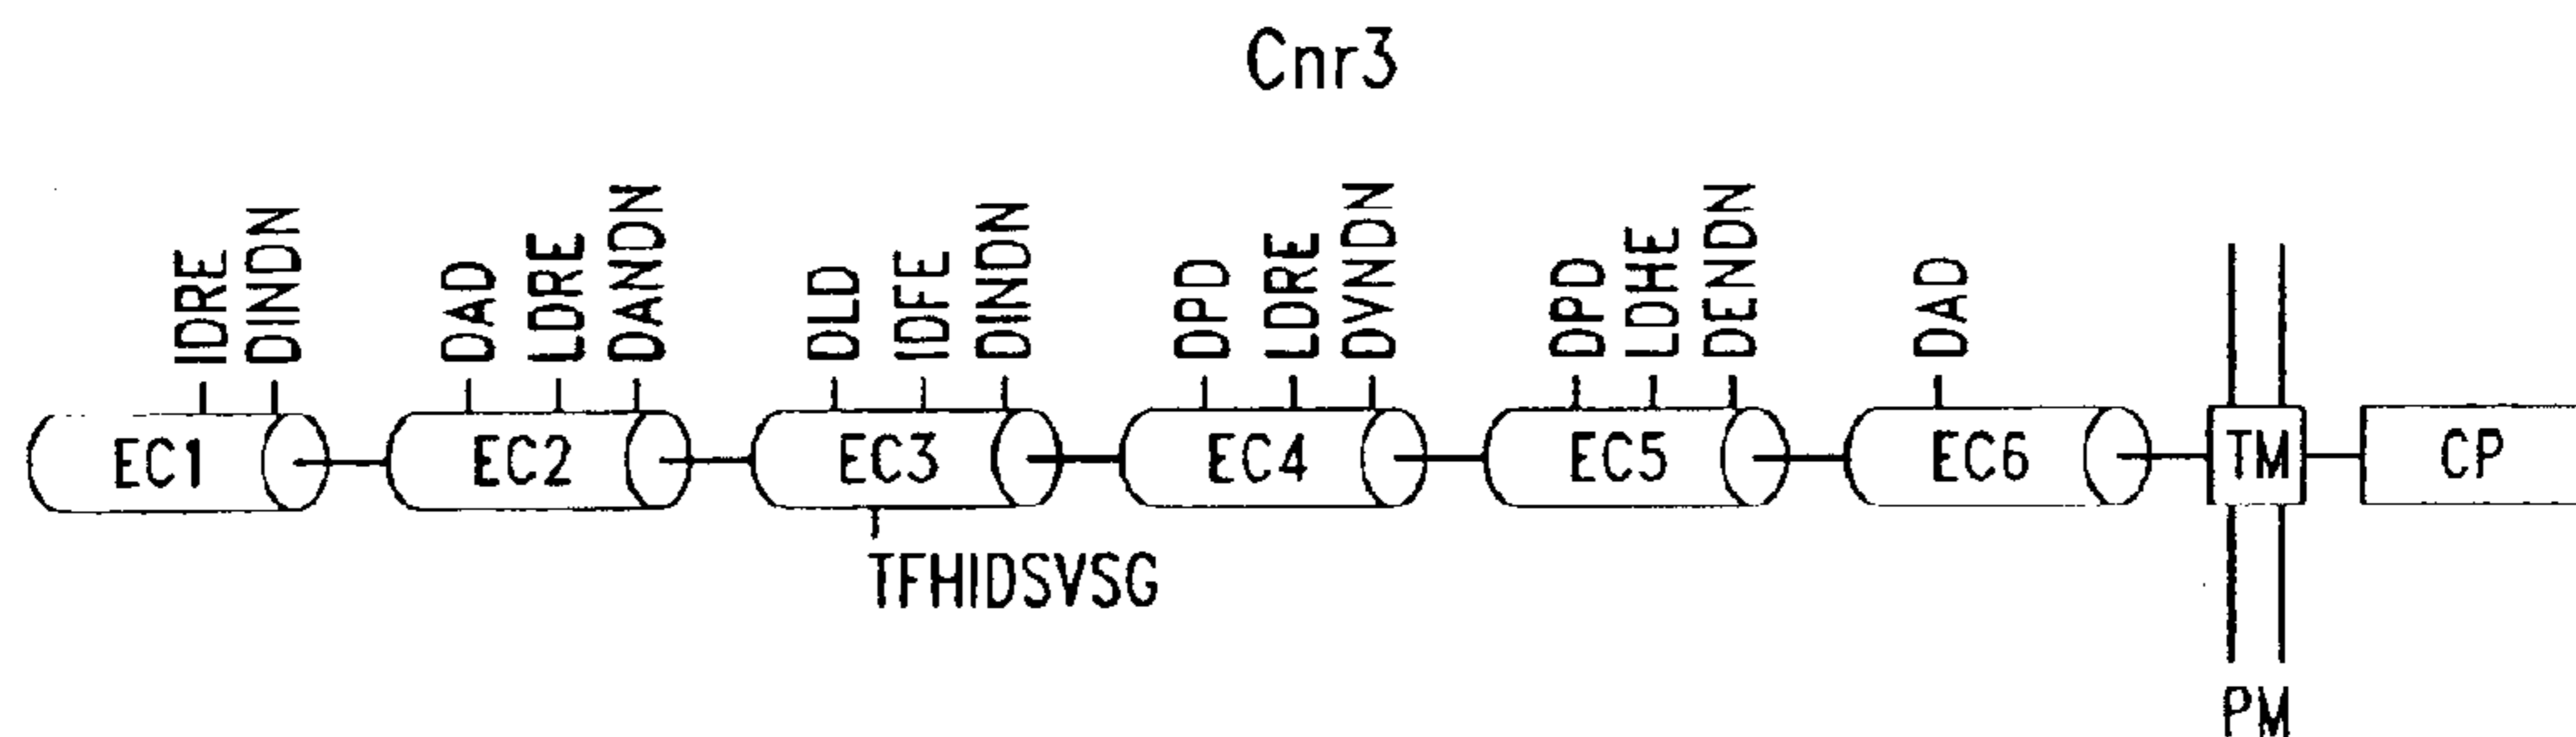 Cnr3
IDRE DINDN DAD LDRE DANDN DLD IDFE DINDN DPD LDRE DVNDN DPD LDHE DENDN DAD
EC1 EC2 EC3 EC4 EC5 EC6 TM CP
TFHIDSVSG
PM